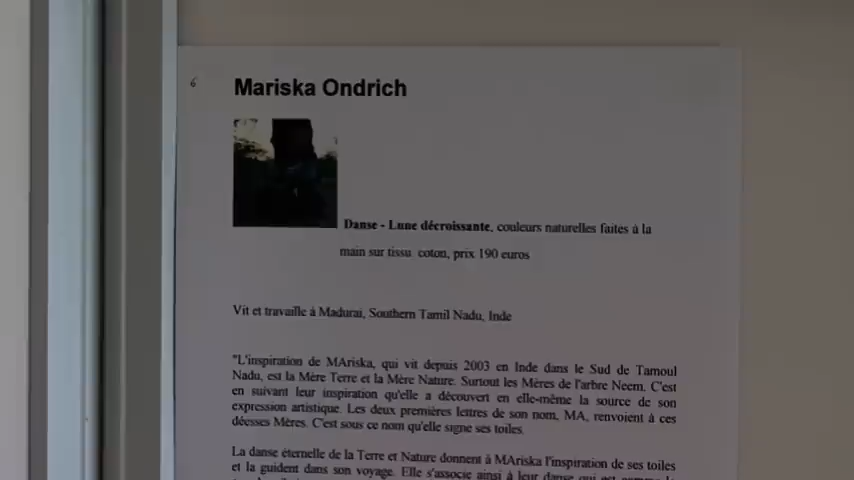 6
Mariska Ondrich
Danse - Lune décroissante, couleurs naturelles faites à la
main sur tissu coton, prix 190 euros
Vit et travaille à Madurai, Southern Tamil Nadu, Inde
"L'inspiration de MAriska, qui vit depuis 2003 en Inde dans le Sud de Tamoul
Nadu, est la Mère Terre et la Mère Nature. Surtout les Mères de l'arbre Neem. C'est
en suivant leur inspiration qu'elle a découvert en elle-même la source de son
expression artistique. Les deux premières lettres de son nom, MA, renvoient à ces
déesses Mères. C'est sous ce nom qu'elle signe ses toiles.
La danse éternelle de la Terre et Nature donnent à MAriska l'inspiration de ses toiles
et la guident dans son voyage. Elle s'associe ainsi à leur danse qui est comme